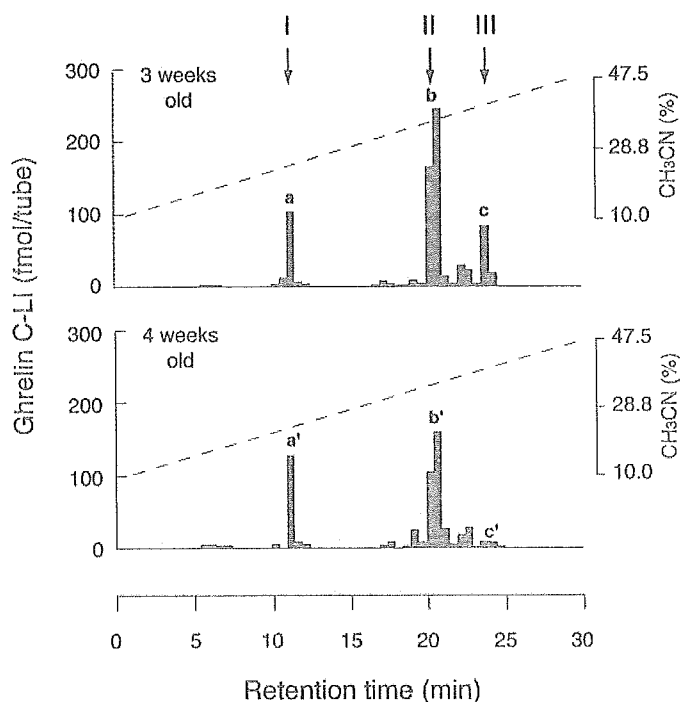 I II III
300
200
100
0
3 weeks
old
a
b
c
47.5
28.8
10.0
CH₃CN (%)
Ghrelin C-LI (fmol/tube)
300
200
100
0
4 weeks
old
a'
b'
c'
47.5
28.8
10.0
CH₃CN (%)
0 5 10 15 20 25 30
Retention time (min)